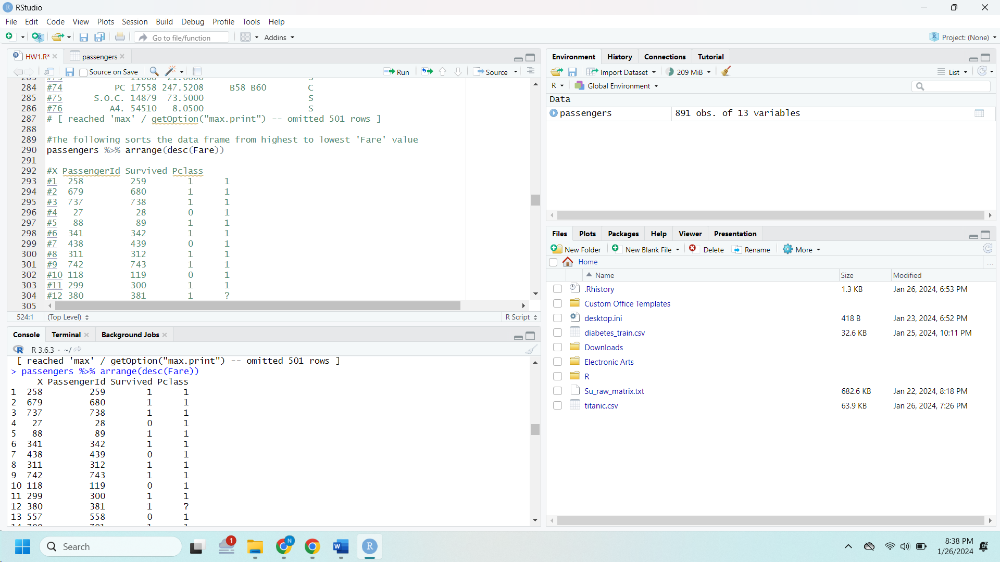 RStudio
File Edit Code View Plots Session Build Debug Profile Tools Help
Go to file/function Addins Project: (None)
HW1.R* passengers
Source on Save Run Source
284 #74 PC 17558 247.5208 B58 B60 C
285 #75 S.O.C. 14879 73.5000 S
286 #76 A4. 54510 8.0500 S
287 # [ reached 'max' / getOption("max.print") -- omitted 501 rows ]
288
289 #The following sorts the data frame from highest to lowest 'Fare' value
290 passengers %>% arrange(desc(Fare))
291
292 #X PassengerId Survived Pclass
293 #1 258 259 1 1
294 #2 679 680 1 1
295 #3 737 738 1 1
296 #4 27 28 0 1
297 #5 88 89 1 1
298 #6 341 342 1 1
299 #7 438 439 0 1
300 #8 311 312 1 1
301 #9 742 743 1 1
302 #10 118 119 0 1
303 #11 299 300 1 1
304 #12 380 381 1 ?
305
524:1 (Top Level) R Script
Console Terminal Background Jobs
R 3.6.3 · ~/
[ reached 'max' / getOption("max.print") -- omitted 501 rows ]
> passengers %>% arrange(desc(Fare))
X PassengerId Survived Pclass
1 258 259 1 1
2 679 680 1 1
3 737 738 1 1
4 27 28 0 1
5 88 89 1 1
6 341 342 1 1
7 438 439 0 1
8 311 312 1 1
9 742 743 1 1
10 118 119 0 1
11 299 300 1 1
12 380 381 1 ?
13 557 558 0 1
Environment History Connections Tutorial
Import Dataset 209 MiB List
R Global Environment
Data
passengers 891 obs. of 13 variables
Files Plots Packages Help Viewer Presentation
New Folder New Blank File Delete Rename More
Home ...
Name Size Modified
.Rhistory 1.3 KB Jan 26, 2024, 6:53 PM
Custom Office Templates
desktop.ini 418 B Jan 23, 2024, 6:52 PM
diabetes_train.csv 32.6 KB Jan 25, 2024, 10:11 PM
Downloads
Electronic Arts
R
Su_raw_matrix.txt 682.6 KB Jan 22, 2024, 8:18 PM
titanic.csv 63.9 KB Jan 26, 2024, 7:26 PM
Search 1 N W R
8:38 PM
1/26/2024